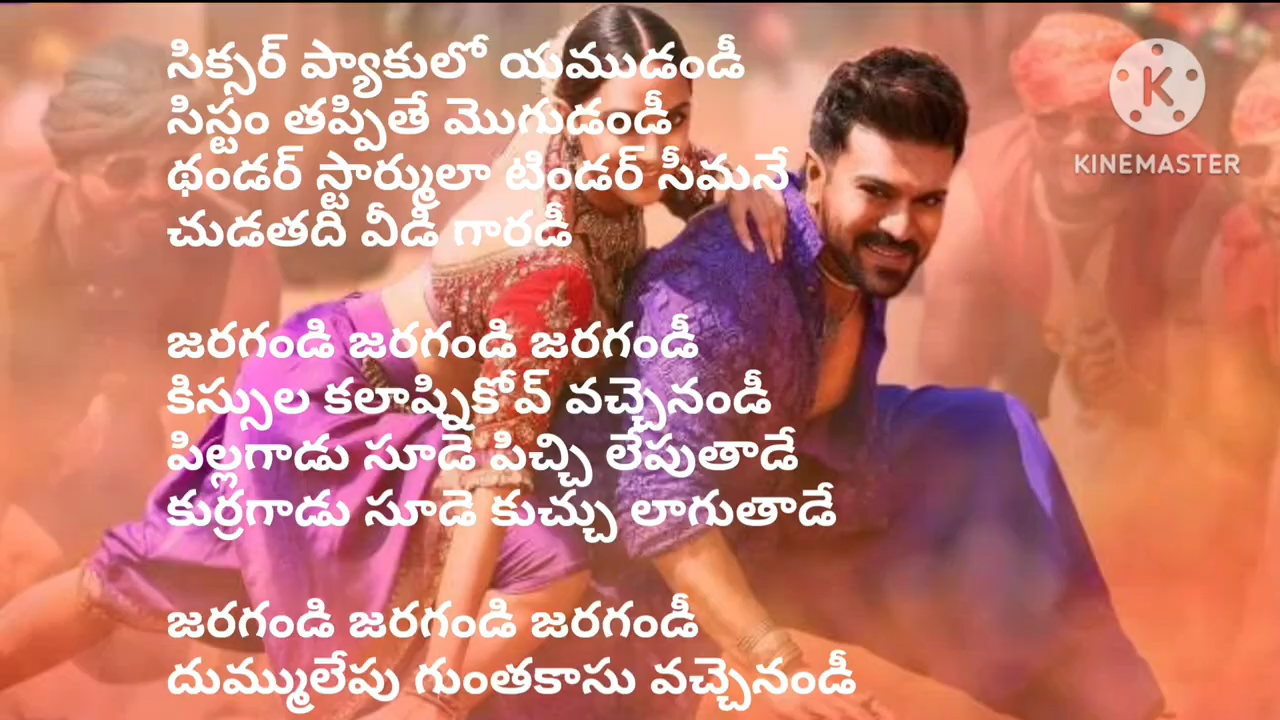 సిక్సర్ ప్యాకులో యముడండీ
సిస్టం తప్పితే మొగుడండీ
థండర్ స్టార్ములా టిండర్ సీమనే
చుడతది వీడి గారడీ
జరగండి జరగండి జరగండీ
కిస్సుల కలాష్నికోవ్ వచ్చెనండీ
పిల్లగాడు సూడె పిచ్చి లేపుతాడే
కుర్రగాడు సూడె కుచ్చు లాగుతాడే
జరగండి జరగండి జరగండీ
దుమ్ములేపు గుంతకాసు వచ్చెనండీ
K
KINEMASTER